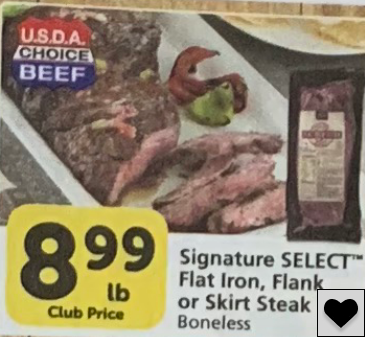 U.S.D.A.
CHOICE
BEEF
8.99
lb
Club Price
Signature SELECT™
Flat Iron, Flank
or Skirt Steak
Boneless